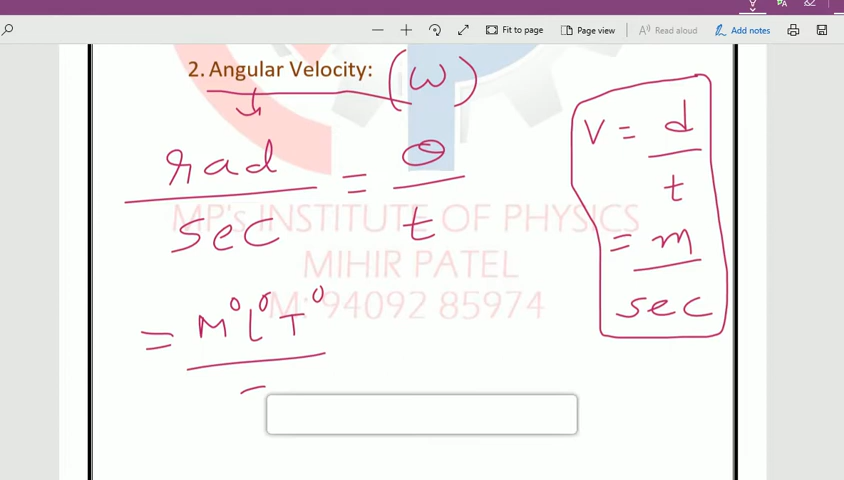 Fit to page
Page view
Read aloud
Add notes
2. Angular Velocity: (ω)
rad/sec = θ/t
v = d/t
= m/sec
MP's INSTITUTE OF PHYSICS
MIHIR PATEL
M: 94092 85974
= M⁰L⁰T⁰